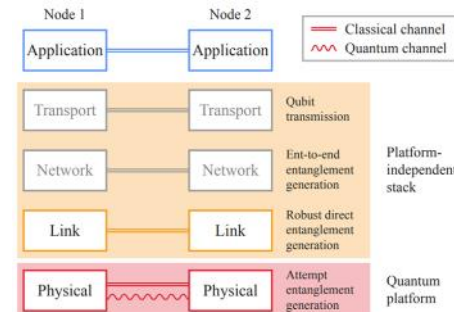 Node 1
Node 2
Classical channel
Quantum channel
Application
Application
Transport
Transport
Qubit
transmission
Network
Network
Ent-to-end
entanglement
generation
Platform-
independent
stack
Link
Link
Robust direct
entanglement
generation
Physical
Physical
Attempt
entanglement
generation
Quantum
platform